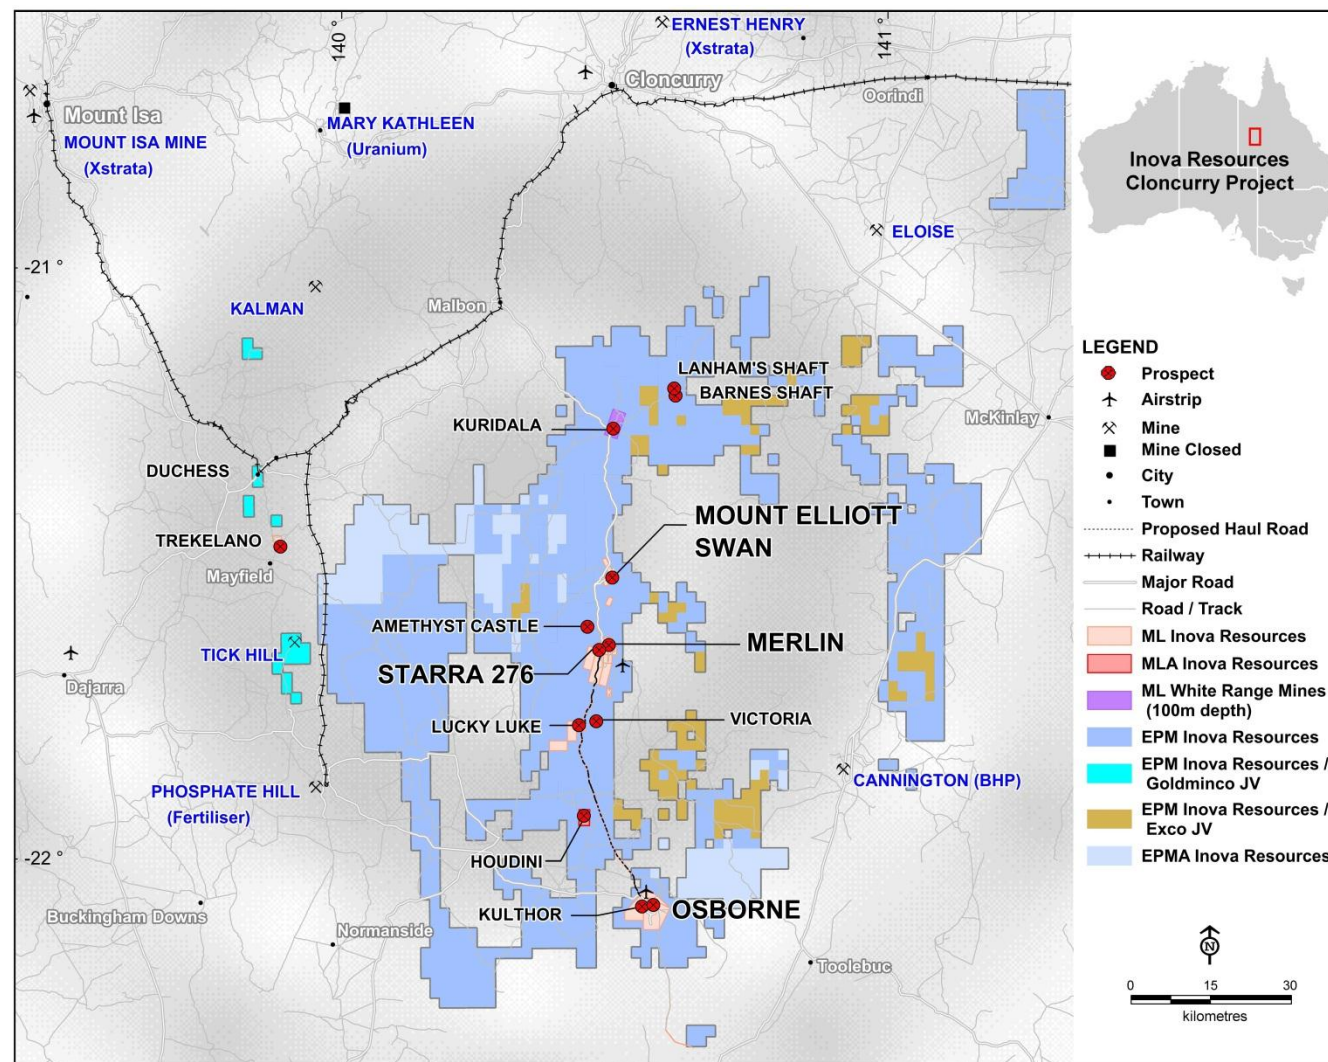 ERNEST HENRY
(Xstrata)
140 °
141 °
Cloncurry
Oorindi
Mount Isa
MOUNT ISA MINE
(Xstrata)
MARY KATHLEEN
(Uranium)
ELOISE
-21 °
KALMAN
Malbon
LANHAM'S SHAFT
BARNES SHAFT
KURIDALA
McKinlay
DUCHESS
MOUNT ELLIOTT
SWAN
TREKELANO
Mayfield
AMETHYST CASTLE
MERLIN
TICK HILL
STARRA 276
Dajarra
LUCKY LUKE
VICTORIA
PHOSPHATE HILL
(Fertiliser)
CANNINGTON (BHP)
-22 °
HOUDINI
KULTHOR
OSBORNE
Buckingham Downs
Normanside
Toolebuc
Inova Resources
Cloncurry Project
LEGEND
Prospect
Airstrip
Mine
Mine Closed
City
Town
Proposed Haul Road
Railway
Major Road
Road / Track
ML Inova Resources
MLA Inova Resources
ML White Range Mines
(100m depth)
EPM Inova Resources
EPM Inova Resources /
Goldminco JV
EPM Inova Resources /
Exco JV
EPMA Inova Resources
N
0 15 30
kilometres